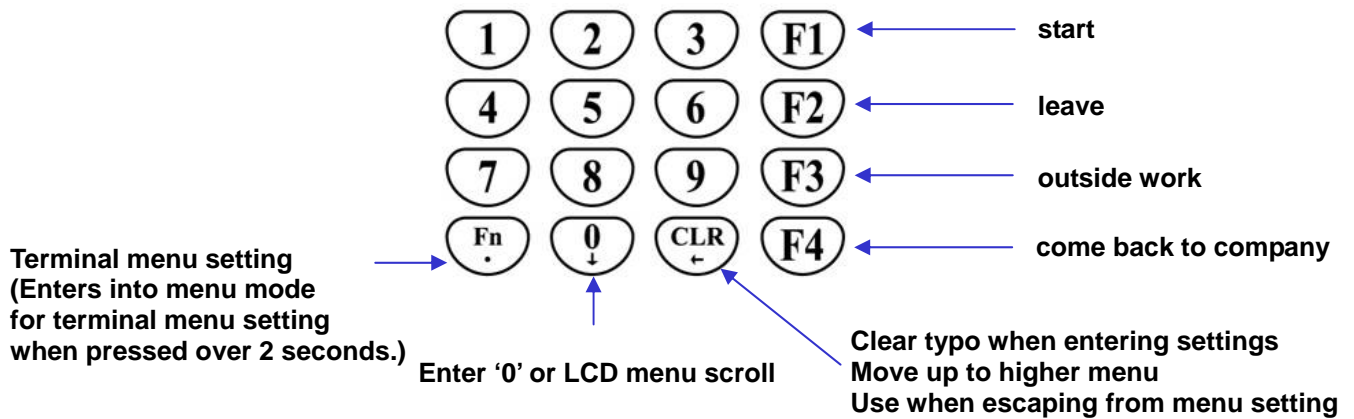 1 2 3 F1 start
4 5 6 F2 leave
7 8 9 F3 outside work
Fn 0 CLR F4 come back to company
. ↓ ←
Terminal menu setting
(Enters into menu mode
for terminal menu setting
when pressed over 2 seconds.)
Enter ‘0’ or LCD menu scroll
Clear typo when entering settings
Move up to higher menu
Use when escaping from menu setting